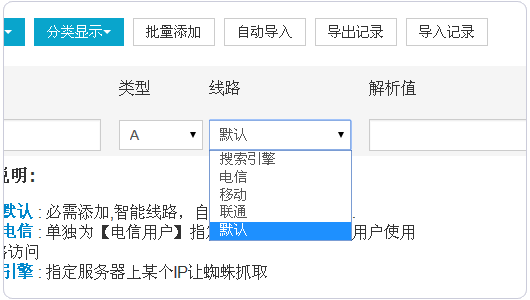 分类显示 批量添加 自动导入 导出记录 导入记录
类型 线路 解析值
A 默认
搜索引擎
电信
移动
联通
默认
说明：
默认 : 必需添加,智能线路，自
电信 : 单独为【电信用户】指 用户使用
访问
引擎 : 指定服务器上某个IP让蜘蛛抓取